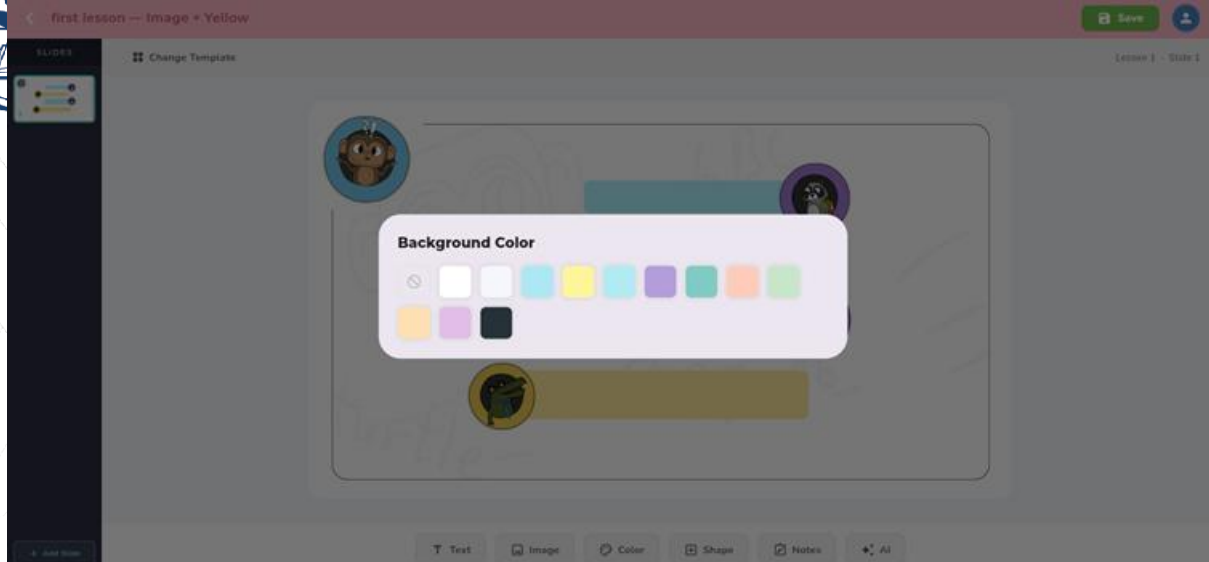 first lesson — Image + Yellow
Save
SLIDES
Change Template
Lesson 1 - Slide 1
Background Color
+ Add Slide
T Text
Image
Color
Shape
Notes
AI